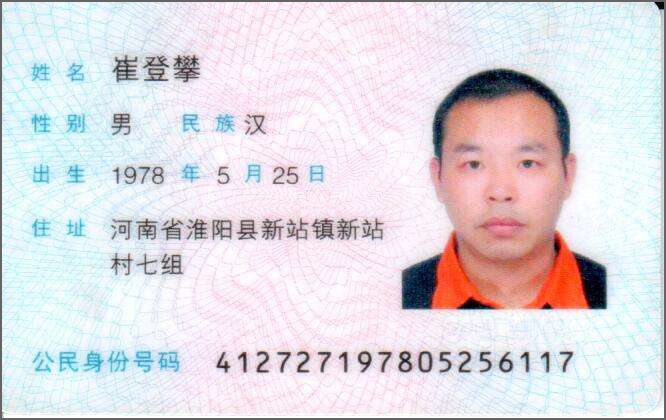 姓名 崔登攀
性别 男 民族 汉
出生 1978 年 5 月 25 日
住址 河南省淮阳县新站镇新站
村七组
公民身份号码 412727197805256117